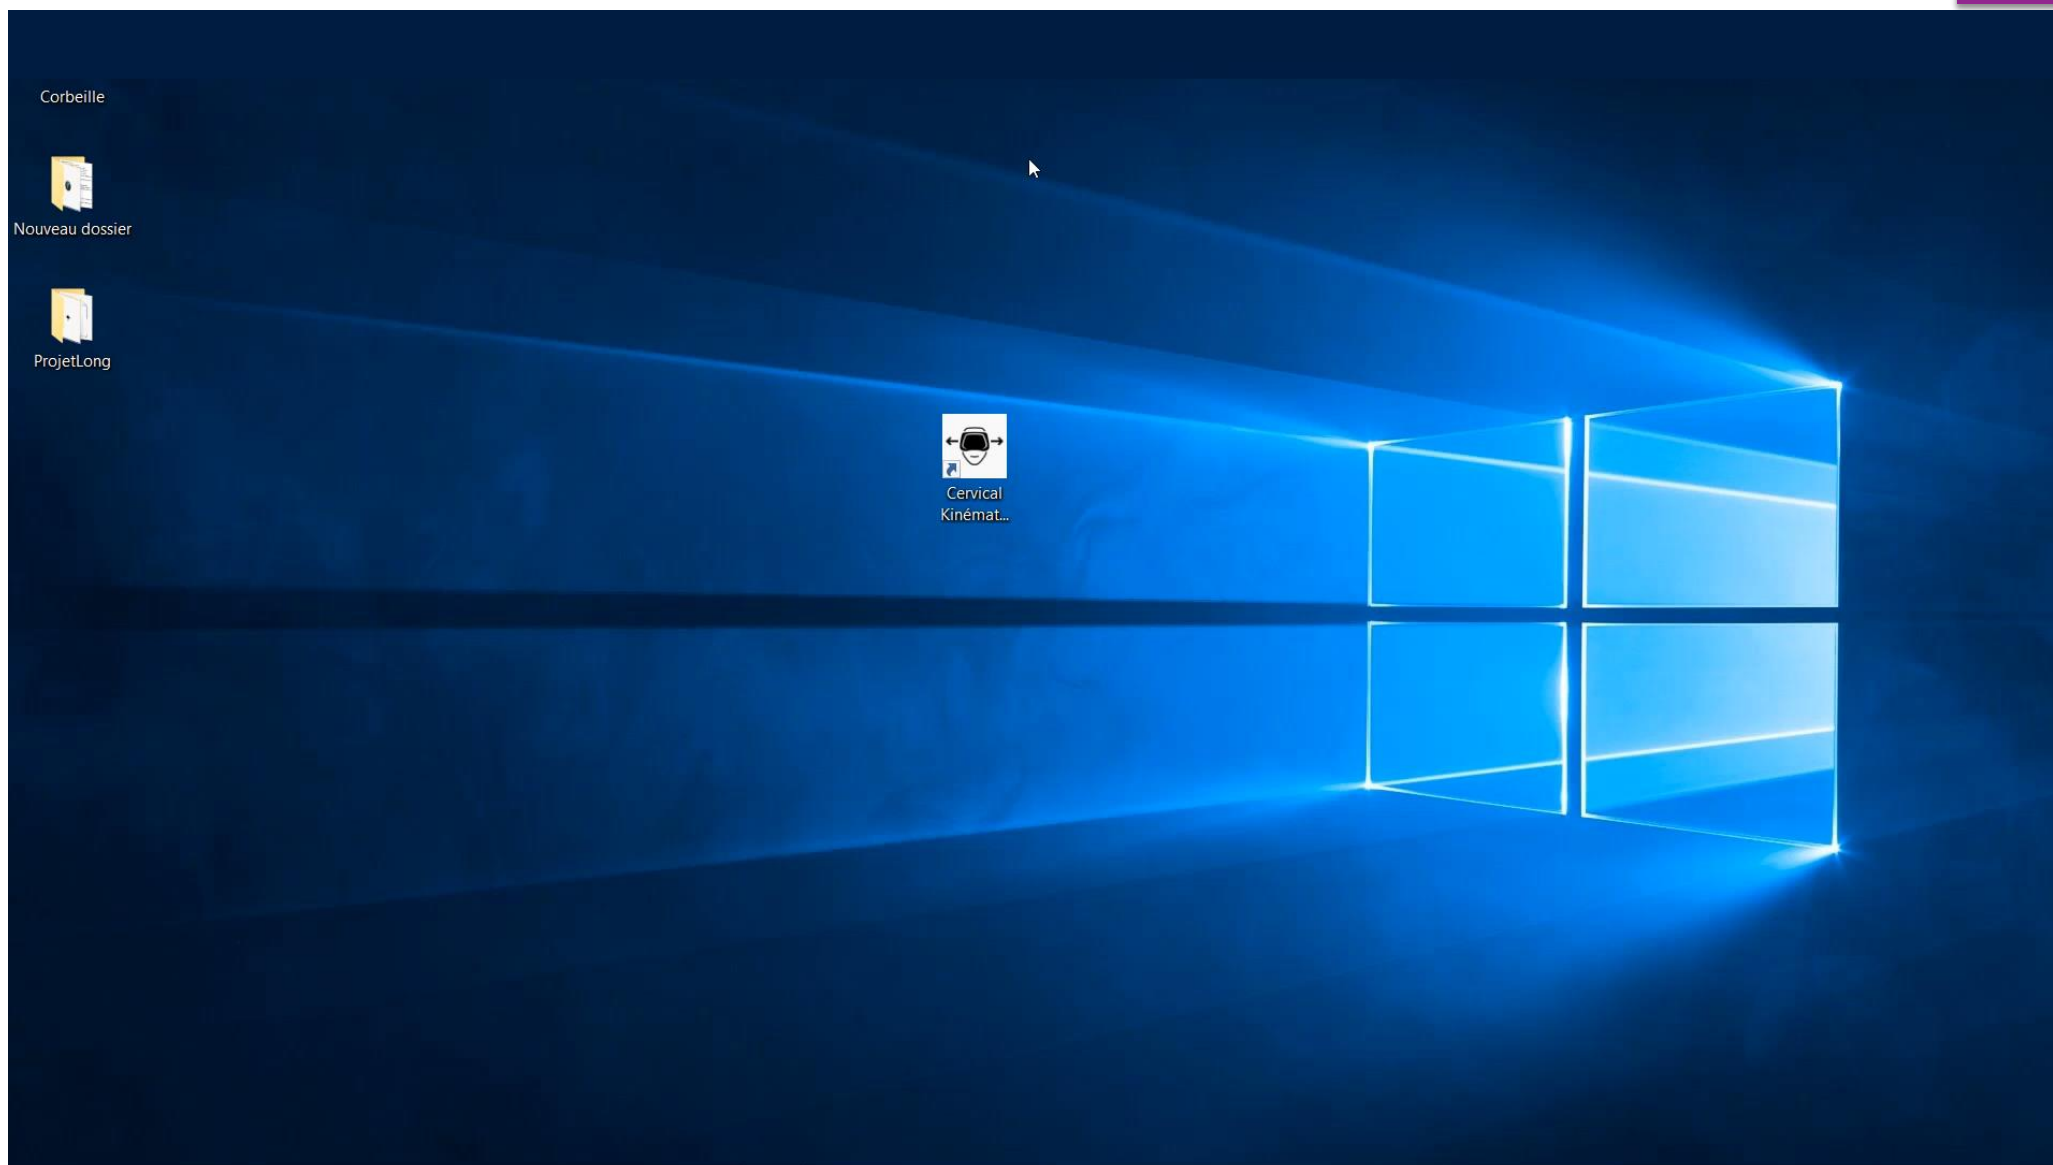 Corbeille
Nouveau dossier
ProjetLong
Cervical
Kinémat...